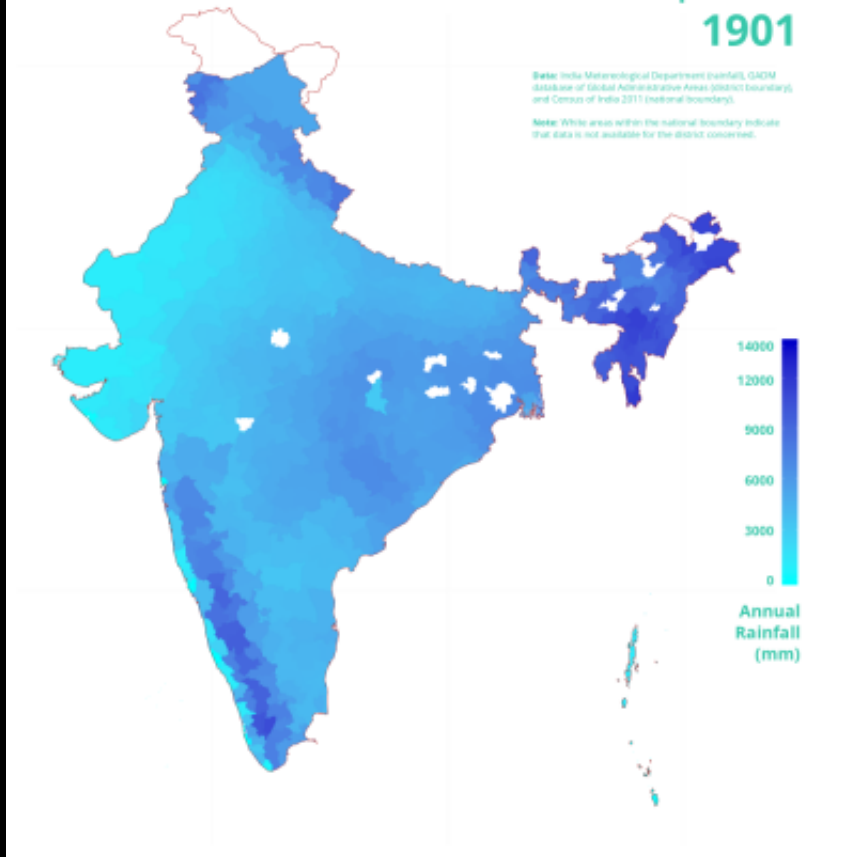 1901
Data: India Metereological Department (rainfall), GADM
database of Global Administrative Areas (district boundary),
and Census of India 2011 (national boundary).
Note: White areas within the national boundary indicate
that data is not available for the district concerned.
14000
12000
9000
6000
3000
0
Annual
Rainfall
(mm)